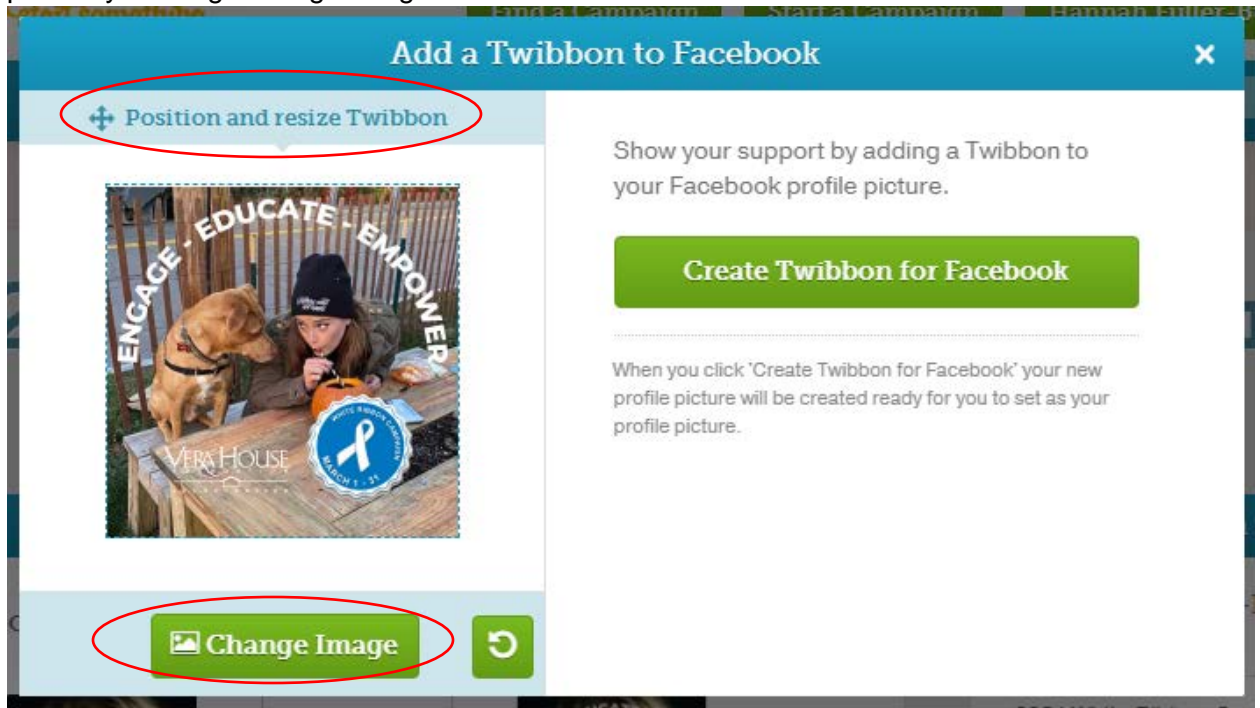 Find a Campaign
Start a Campaign
Add a Twibbon to Facebook
Position and resize Twibbon
ENGAGE - EDUCATE - EMPOWER
WHITE RIBBON CAMPAIGN
MARCH 1 - 31
VERA HOUSE
Change Image
Show your support by adding a Twibbon to
your Facebook profile picture.
Create Twibbon for Facebook
When you click 'Create Twibbon for Facebook' your new
profile picture will be created ready for you to set as your
profile picture.